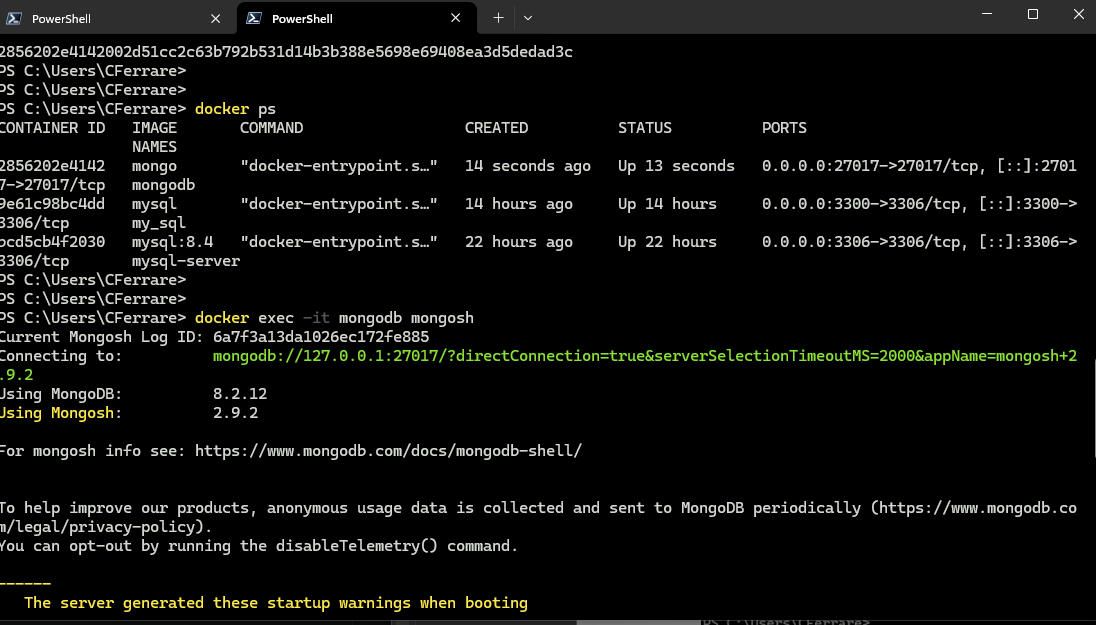 PowerShell
PowerShell
2856202e4142002d51cc2c63b792b531d14b3b388e5698e69408ea3d5dedad3c
PS C:\Users\CFerrare>
PS C:\Users\CFerrare>
PS C:\Users\CFerrare> docker ps
CONTAINER ID IMAGE COMMAND CREATED STATUS PORTS
NAMES
2856202e4142 mongo "docker-entrypoint.s…" 14 seconds ago Up 13 seconds 0.0.0.0:27017->27017/tcp, [::]:2701
7->27017/tcp mongodb
9e61c98bc4dd mysql "docker-entrypoint.s…" 14 hours ago Up 14 hours 0.0.0.0:3300->3306/tcp, [::]:3300->
3306/tcp my_sql
bcd5cb4f2030 mysql:8.4 "docker-entrypoint.s…" 22 hours ago Up 22 hours 0.0.0.0:3306->3306/tcp, [::]:3306->
3306/tcp mysql-server
PS C:\Users\CFerrare>
PS C:\Users\CFerrare>
PS C:\Users\CFerrare> docker exec -it mongodb mongosh
Current Mongosh Log ID: 6a7f3a13da1026ec172fe885
Connecting to: mongodb://127.0.0.1:27017/?directConnection=true&serverSelectionTimeoutMS=2000&appName=mongosh+2
.9.2
Using MongoDB: 8.2.12
Using Mongosh: 2.9.2
For mongosh info see: https://www.mongodb.com/docs/mongodb-shell/
To help improve our products, anonymous usage data is collected and sent to MongoDB periodically (https://www.mongodb.co
m/legal/privacy-policy).
You can opt-out by running the disableTelemetry() command.
------
The server generated these startup warnings when booting
PS C:\Users\CFerrare>